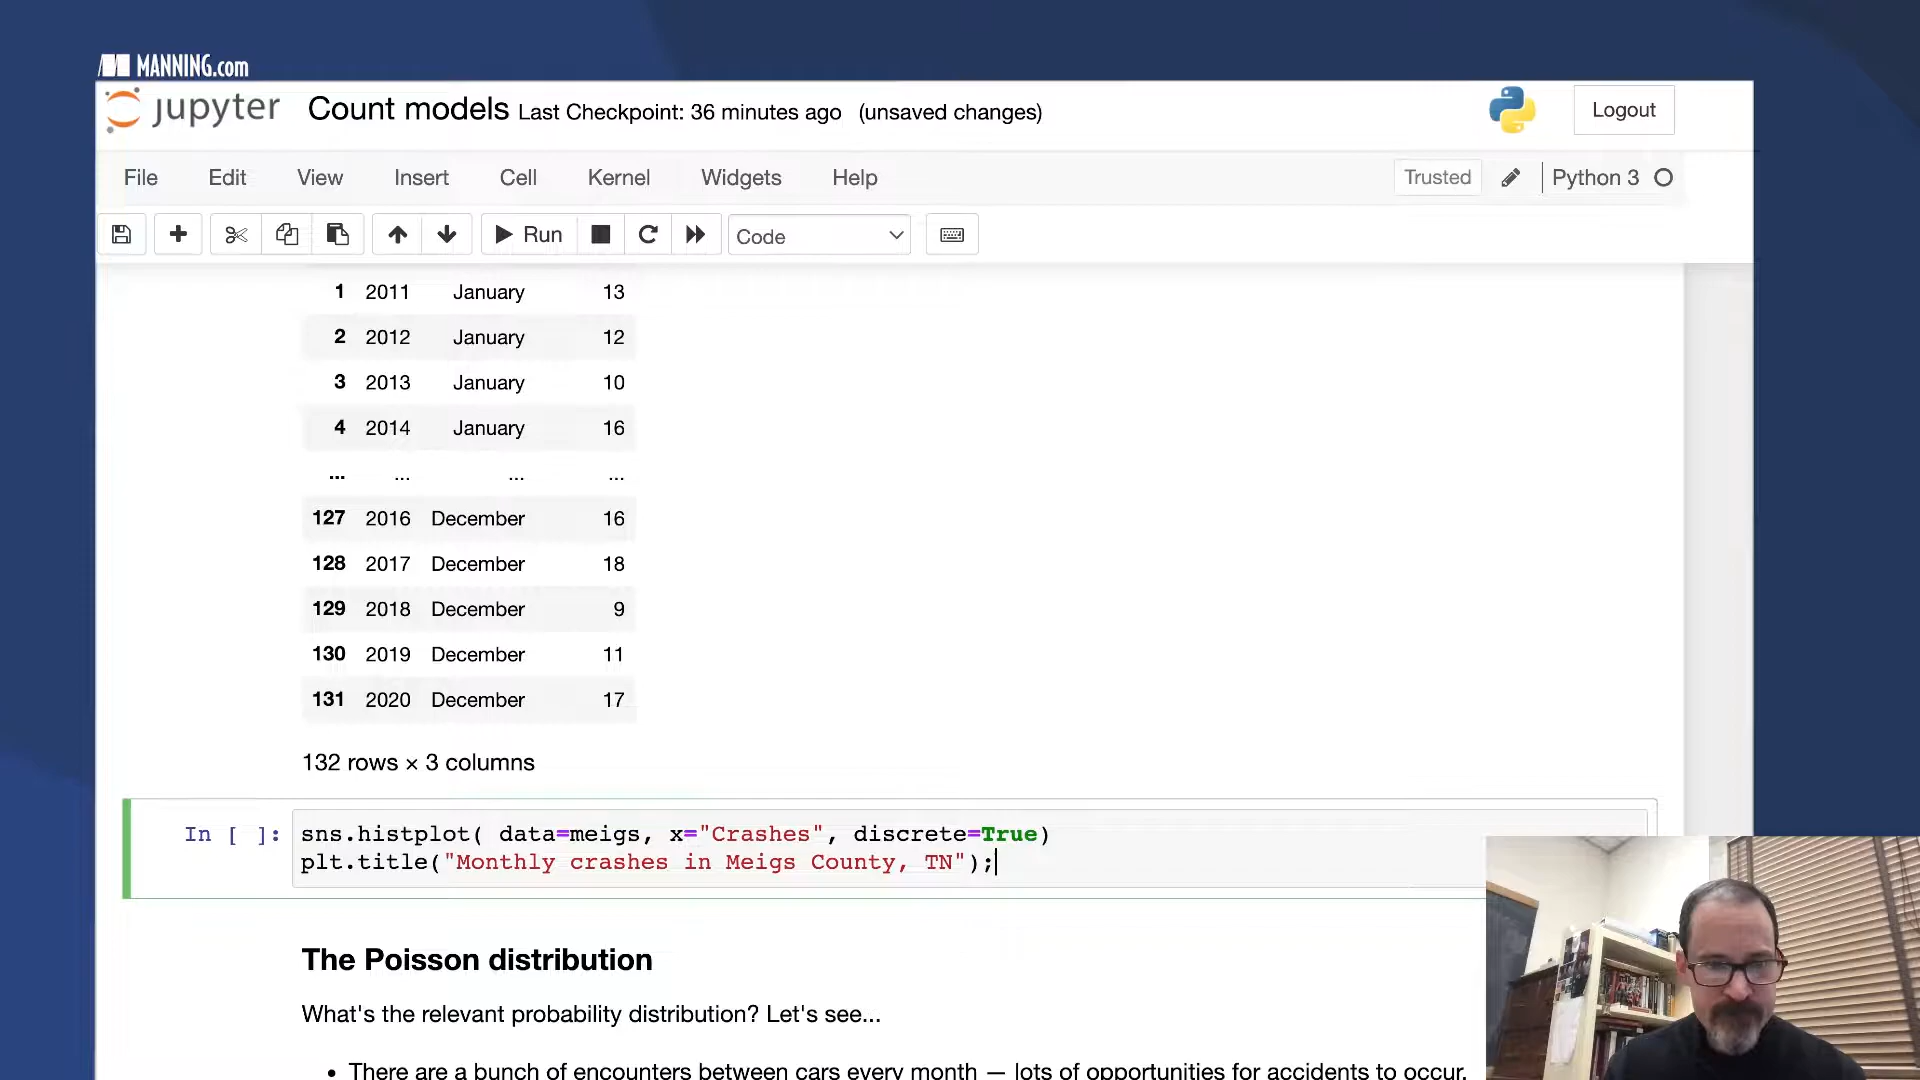 MANNING.com
jupyter Count models Last Checkpoint: 36 minutes ago (unsaved changes) Logout
File Edit View Insert Cell Kernel Widgets Help Trusted Python 3
Run Code
1 2011 January 13
2 2012 January 12
3 2013 January 10
4 2014 January 16
... ... ... ...
127 2016 December 16
128 2017 December 18
129 2018 December 9
130 2019 December 11
131 2020 December 17
132 rows × 3 columns
In [ ]: sns.histplot( data=meigs, x="Crashes", discrete=True)
plt.title("Monthly crashes in Meigs County, TN");
The Poisson distribution
What's the relevant probability distribution? Let's see...
• There are a bunch of encounters between cars every month — lots of opportunities for accidents to occur.